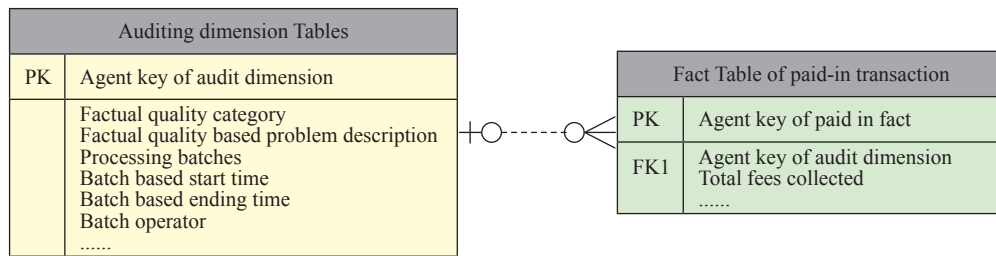 Auditing dimension Tables
PK Agent key of audit dimension
Factual quality category
Factual quality based problem description
Processing batches
Batch based start time
Batch based ending time
Batch operator
......
Fact Table of paid-in transaction
PK Agent key of paid in fact
FK1 Agent key of audit dimension
Total fees collected
......